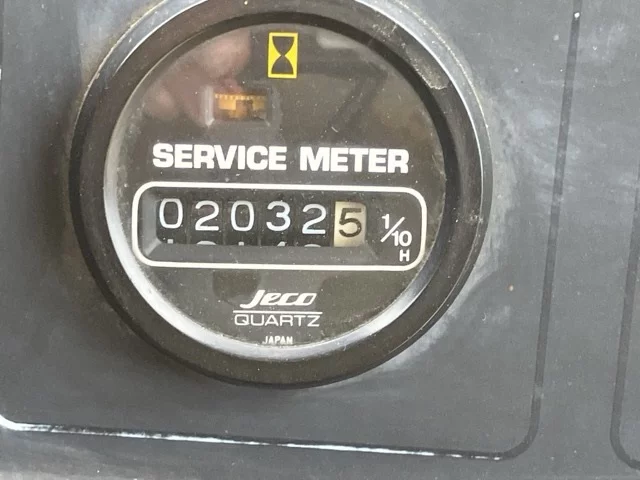 SERVICE METER
020325 1/10 H
Jeco
QUARTZ
JAPAN